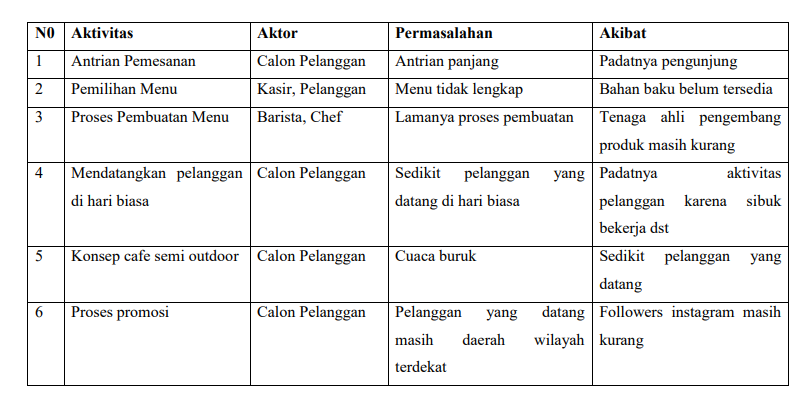 N0 Aktivitas Aktor Permasalahan Akibat
1 Antrian Pemesanan Calon Pelanggan Antrian panjang Padatnya pengunjung
2 Pemilihan Menu Kasir, Pelanggan Menu tidak lengkap Bahan baku belum tersedia
3 Proses Pembuatan Menu Barista, Chef Lamanya proses pembuatan Tenaga ahli pengembang
produk masih kurang
4 Mendatangkan pelanggan Calon Pelanggan Sedikit pelanggan yang Padatnya aktivitas
di hari biasa datang di hari biasa pelanggan karena sibuk
bekerja dst
5 Konsep cafe semi outdoor Calon Pelanggan Cuaca buruk Sedikit pelanggan yang
datang
6 Proses promosi Calon Pelanggan Pelanggan yang datang Followers instagram masih
masih daerah wilayah kurang
terdekat